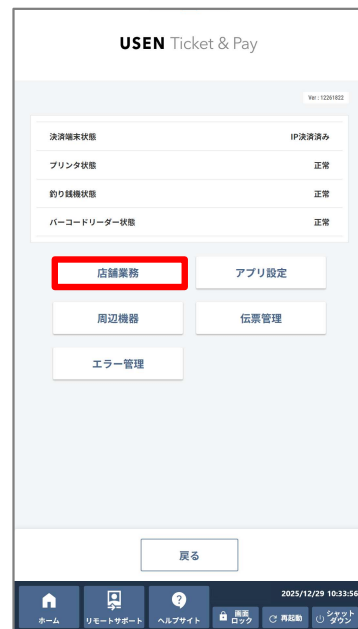 USEN Ticket & Pay
Ver : 12261822
決済端末状態 IP決済済み
プリンタ状態 正常
釣り銭機状態 正常
バーコードリーダー状態 正常
店舗業務 アプリ設定
周辺機器 伝票管理
エラー管理
戻る
2025/12/29 10:33:56
ホーム リモートサポート ヘルプサイト 画面ロック 再起動 シャットダウン